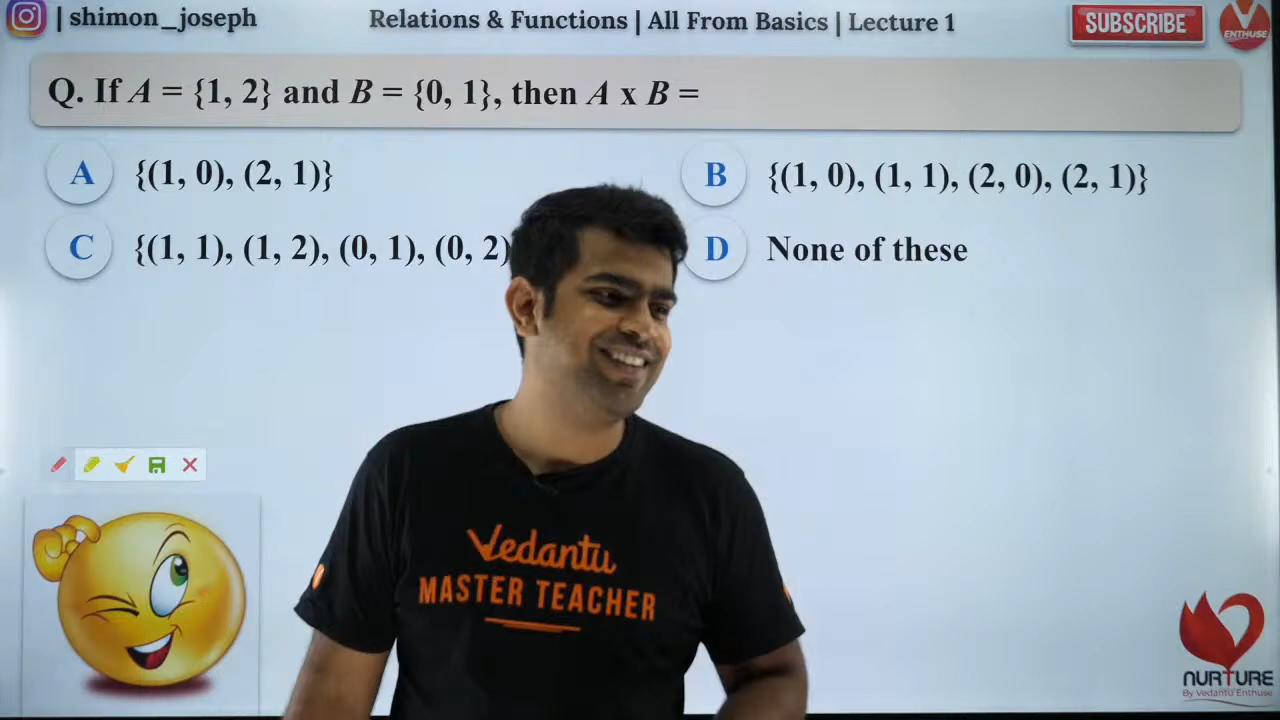 | shimon_joseph
Relations & Functions | All From Basics | Lecture 1
SUBSCRIBE
ENTHUSE
Q. If A = {1, 2} and B = {0, 1}, then A x B =
A {(1, 0), (2, 1)}
B {(1, 0), (1, 1), (2, 0), (2, 1)}
C {(1, 1), (1, 2), (0, 1), (0, 2)
D None of these
Vedantu
MASTER TEACHER
NURTURE
By Vedantu Enthuse